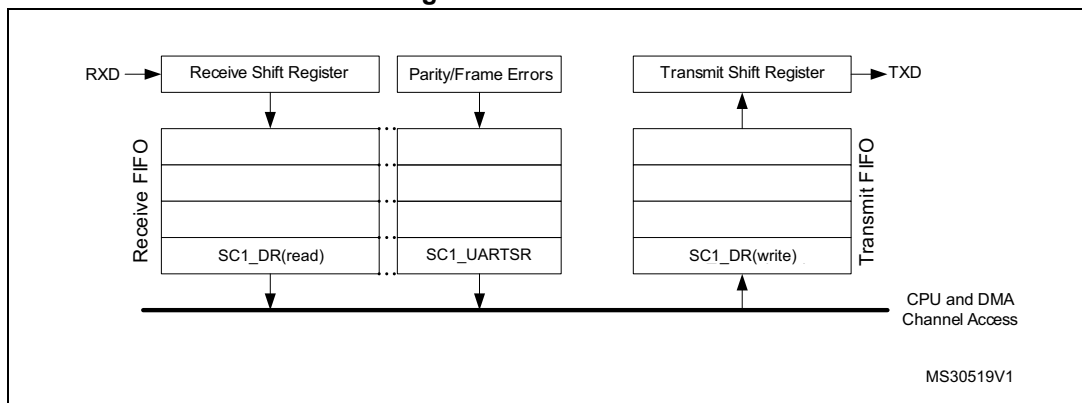 RXD
Receive Shift Register
Parity/Frame Errors
Transmit Shift Register
TXD
Receive FIFO
SC1_DR(read)
SC1_UARTSR
SC1_DR(write)
Transmit FIFO
CPU and DMA
Channel Access
MS30519V1